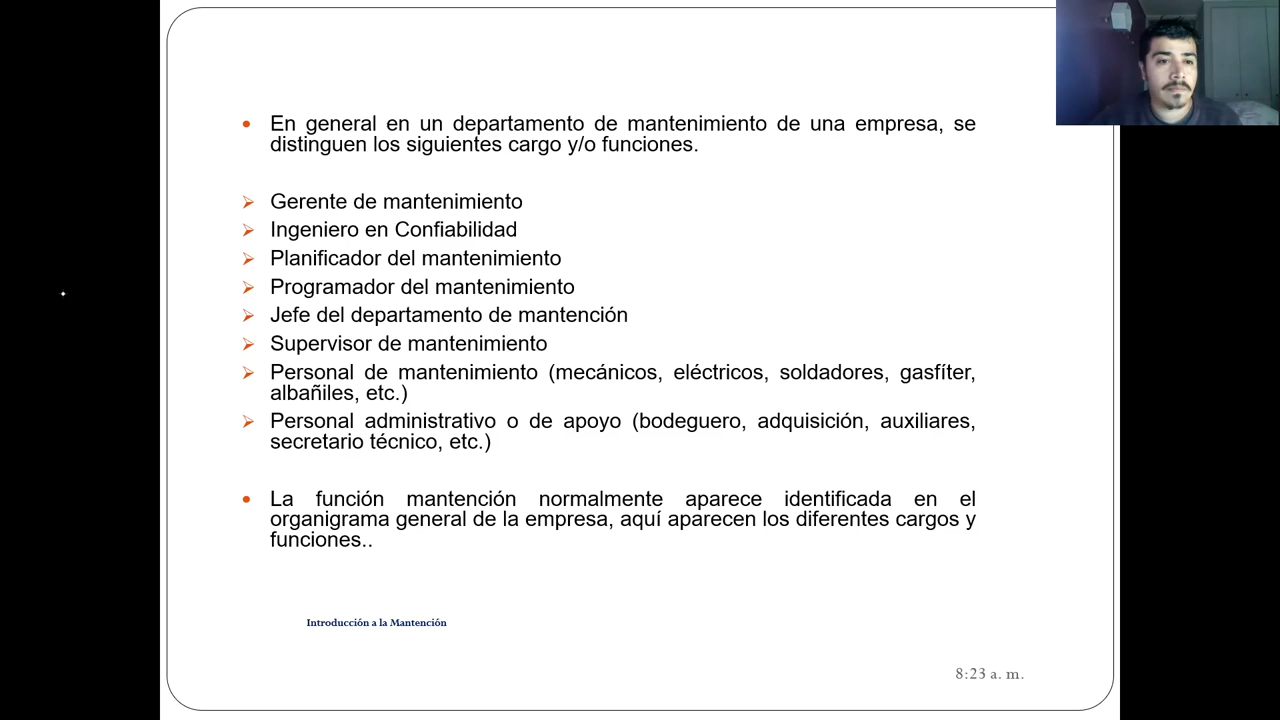 En general en un departamento de mantenimiento de una empresa, se
distinguen los siguientes cargo y/o funciones.
Gerente de mantenimiento
Ingeniero en Confiabilidad
Planificador del mantenimiento
Programador del mantenimiento
Jefe del departamento de mantención
Supervisor de mantenimiento
Personal de mantenimiento (mecánicos, eléctricos, soldadores, gasfíter,
albañiles, etc.)
Personal administrativo o de apoyo (bodeguero, adquisición, auxiliares,
secretario técnico, etc.)
La función mantención normalmente aparece identificada en el
organigrama general de la empresa, aquí aparecen los diferentes cargos y
funciones..
Introducción a la Mantención
8:23 a. m.